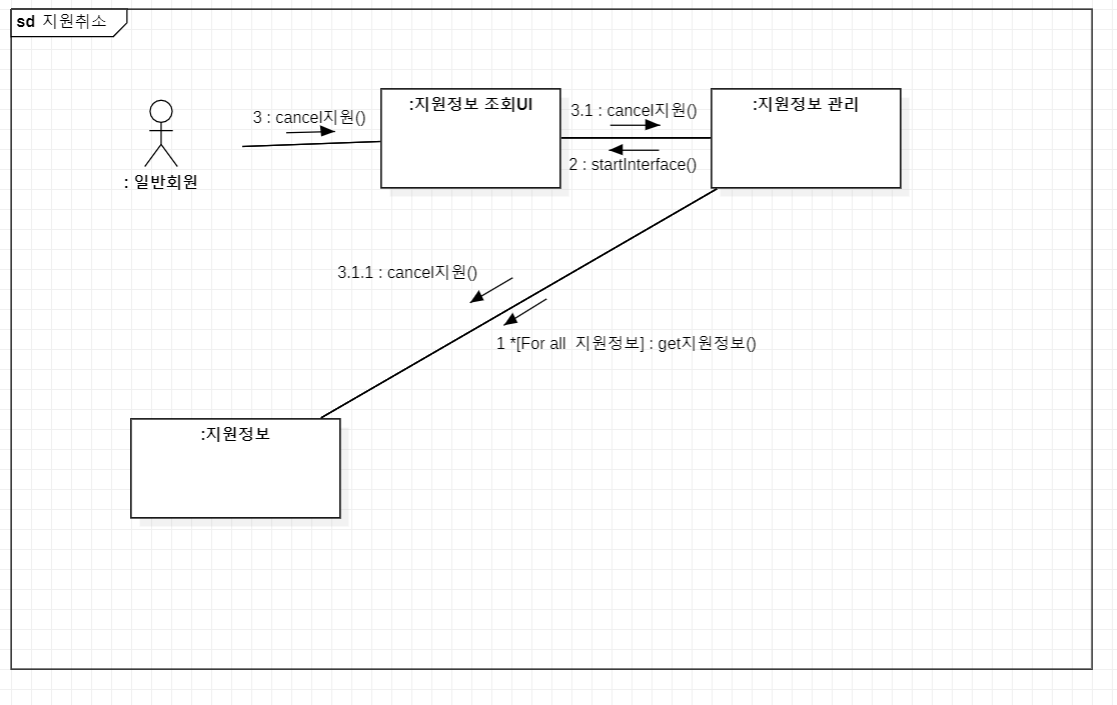 sd 지원취소
:지원정보 조회UI
:지원정보 관리
3 : cancel지원()
3.1 : cancel지원()
2 : startInterface()
: 일반회원
3.1.1 : cancel지원()
1 *[For all 지원정보] : get지원정보()
:지원정보